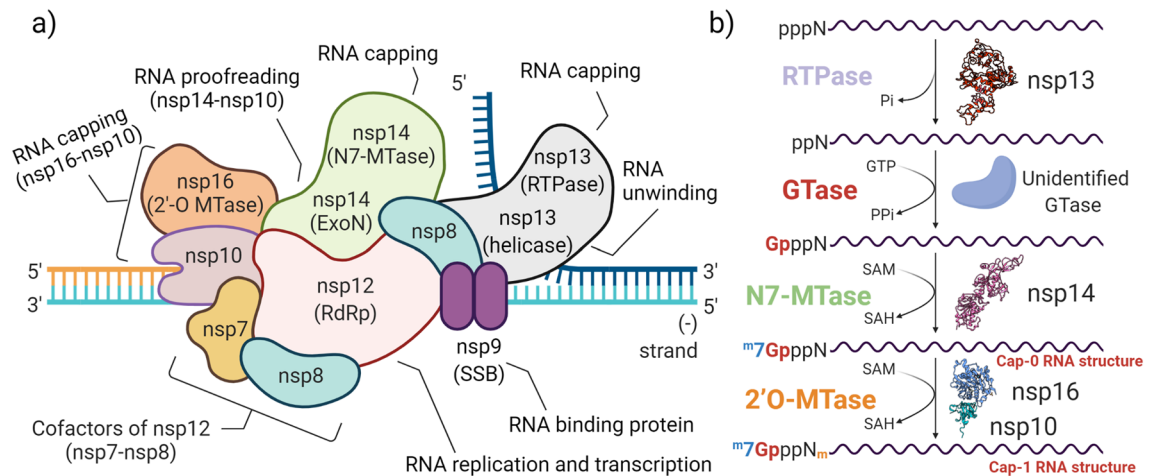 a)
RNA capping
(nsp16-nsp10)
RNA proofreading
(nsp14-nsp10)
RNA capping
RNA capping
5'
nsp14
(N7-MTase)
nsp14
(ExoN)
nsp13
(RTPase)
nsp13
(helicase)
RNA
unwinding
nsp16
(2'-O MTase)
nsp10
nsp8
5'
3'
nsp12
(RdRp)
3'
5'
(-)
strand
nsp7
nsp8
nsp9
(SSB)
Cofactors of nsp12
(nsp7-nsp8)
RNA binding protein
RNA replication and transcription
b)
pppN
RTPase
Pi
nsp13
ppN
GTP
GTase
PPi
Unidentified
GTase
GpppN
SAM
N7-MTase
SAH
nsp14
m7GpppN
Cap-0 RNA structure
SAM
2'O-MTase
SAH
nsp16
nsp10
m7GpppNm
Cap-1 RNA structure